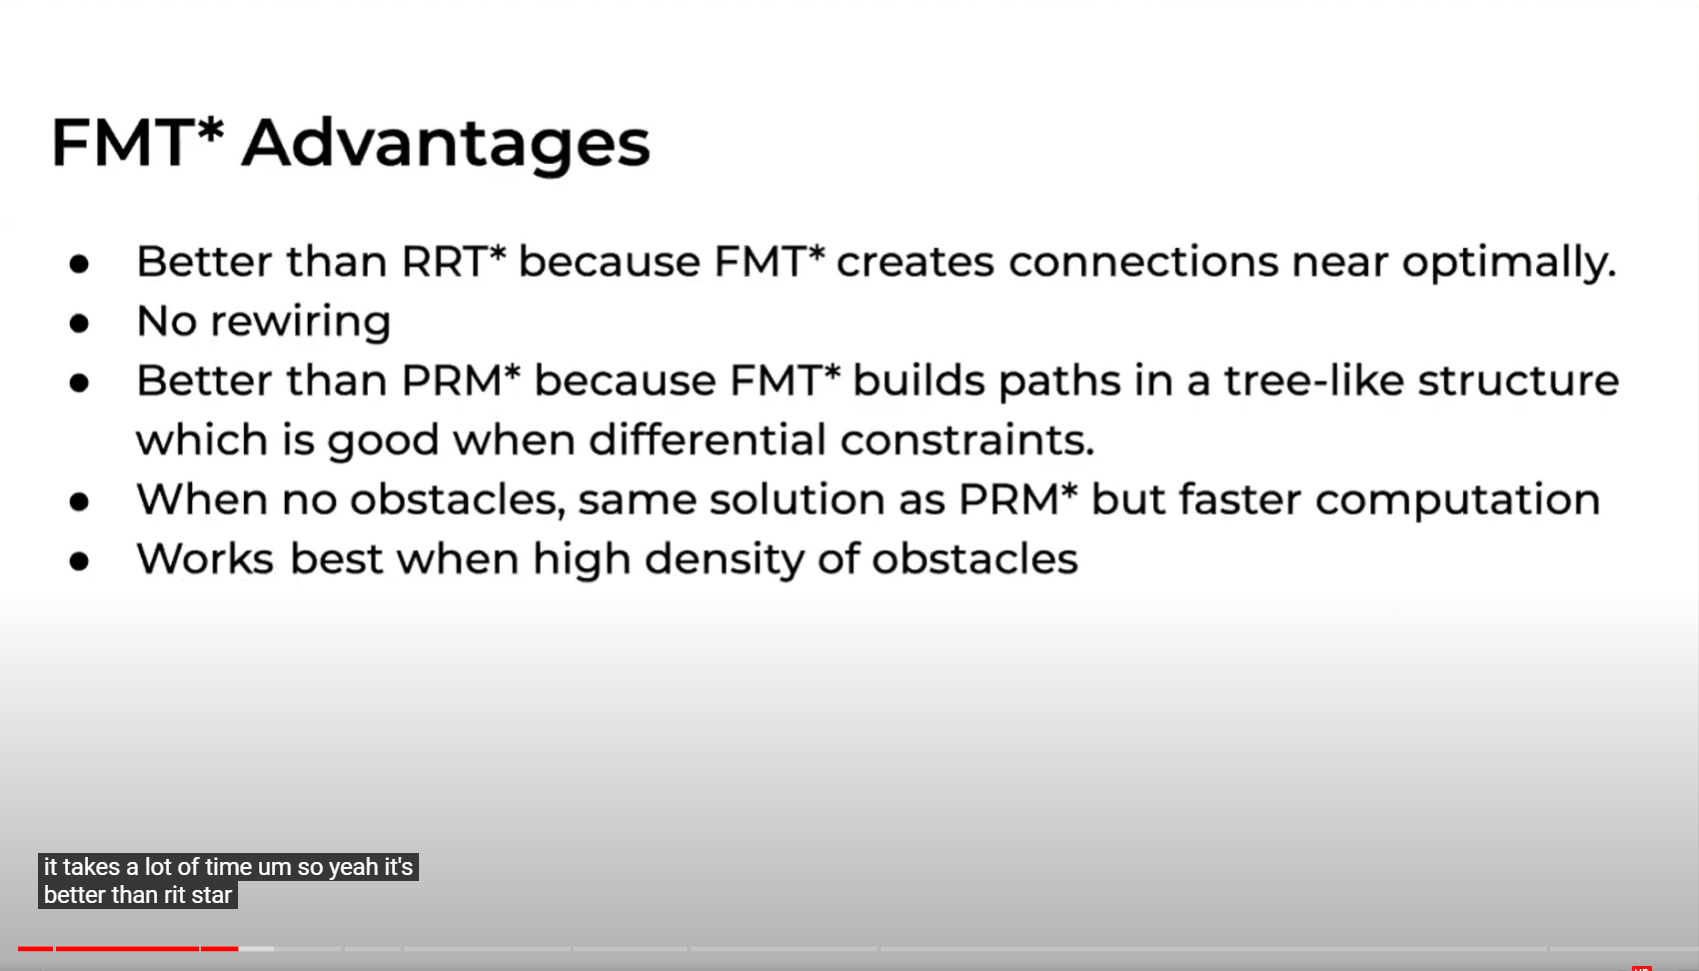 FMT* Advantages
● Better than RRT* because FMT* creates connections near optimally.
● No rewiring
● Better than PRM* because FMT* builds paths in a tree-like structure
which is good when differential constraints.
● When no obstacles, same solution as PRM* but faster computation
● Works best when high density of obstacles
it takes a lot of time um so yeah it's
better than rit star